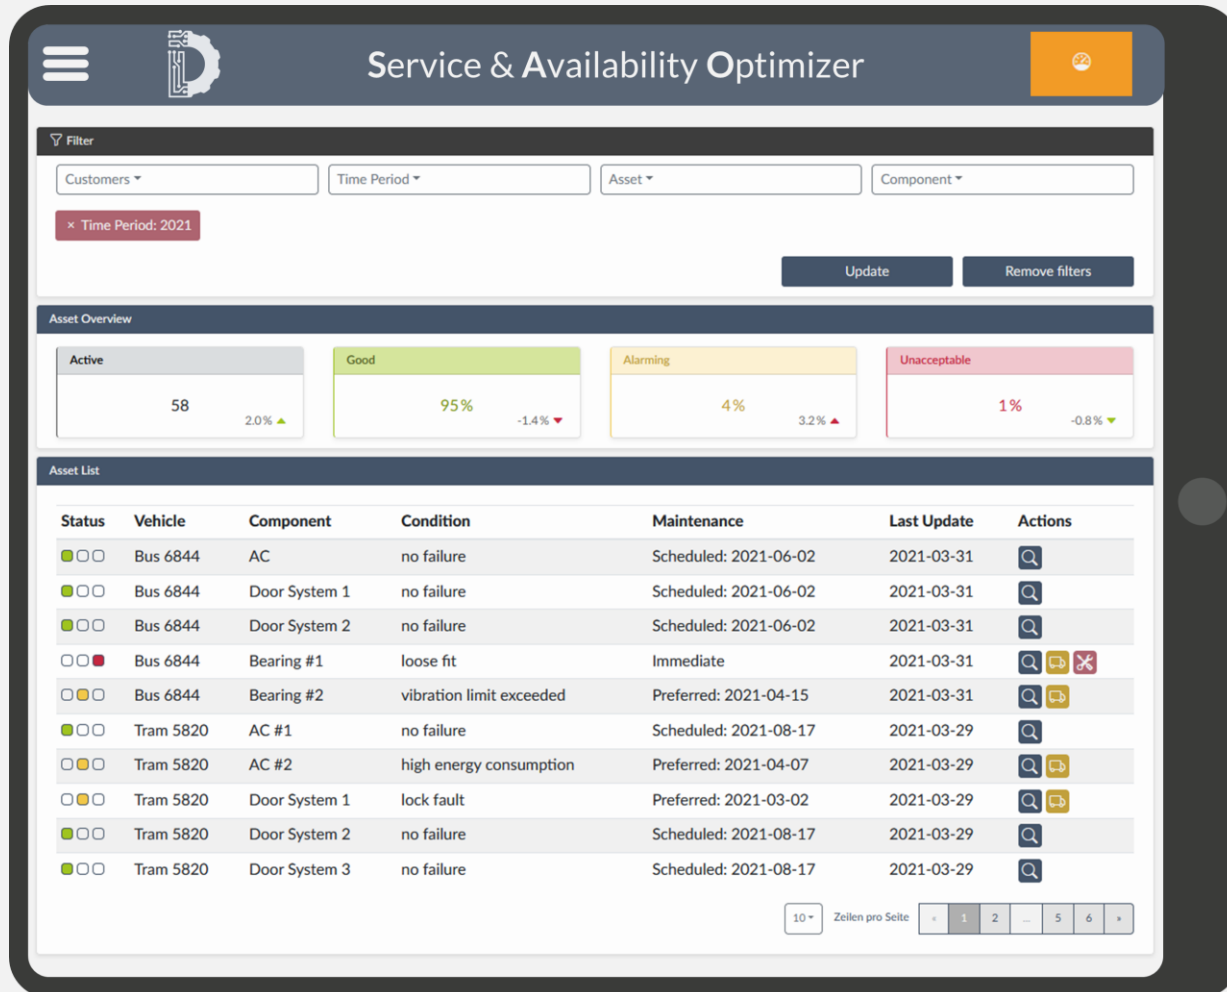 Service & Availability Optimizer
Filter
Customers
Time Period
Asset
Component
× Time Period: 2021
Update
Remove filters
Asset Overview
Active
58
2.0%
Good
95%
-1.4%
Alarming
4%
3.2%
Unacceptable
1%
-0.8%
Asset List
Status Vehicle Component Condition Maintenance Last Update Actions
Bus 6844 AC no failure Scheduled: 2021-06-02 2021-03-31
Bus 6844 Door System 1 no failure Scheduled: 2021-06-02 2021-03-31
Bus 6844 Door System 2 no failure Scheduled: 2021-06-02 2021-03-31
Bus 6844 Bearing #1 loose fit Immediate 2021-03-31
Bus 6844 Bearing #2 vibration limit exceeded Preferred: 2021-04-15 2021-03-31
Tram 5820 AC #1 no failure Scheduled: 2021-08-17 2021-03-29
Tram 5820 AC #2 high energy consumption Preferred: 2021-04-07 2021-03-29
Tram 5820 Door System 1 lock fault Preferred: 2021-03-02 2021-03-29
Tram 5820 Door System 2 no failure Scheduled: 2021-08-17 2021-03-29
Tram 5820 Door System 3 no failure Scheduled: 2021-08-17 2021-03-29
10 Zeilen pro Seite « 1 2 ... 5 6 »